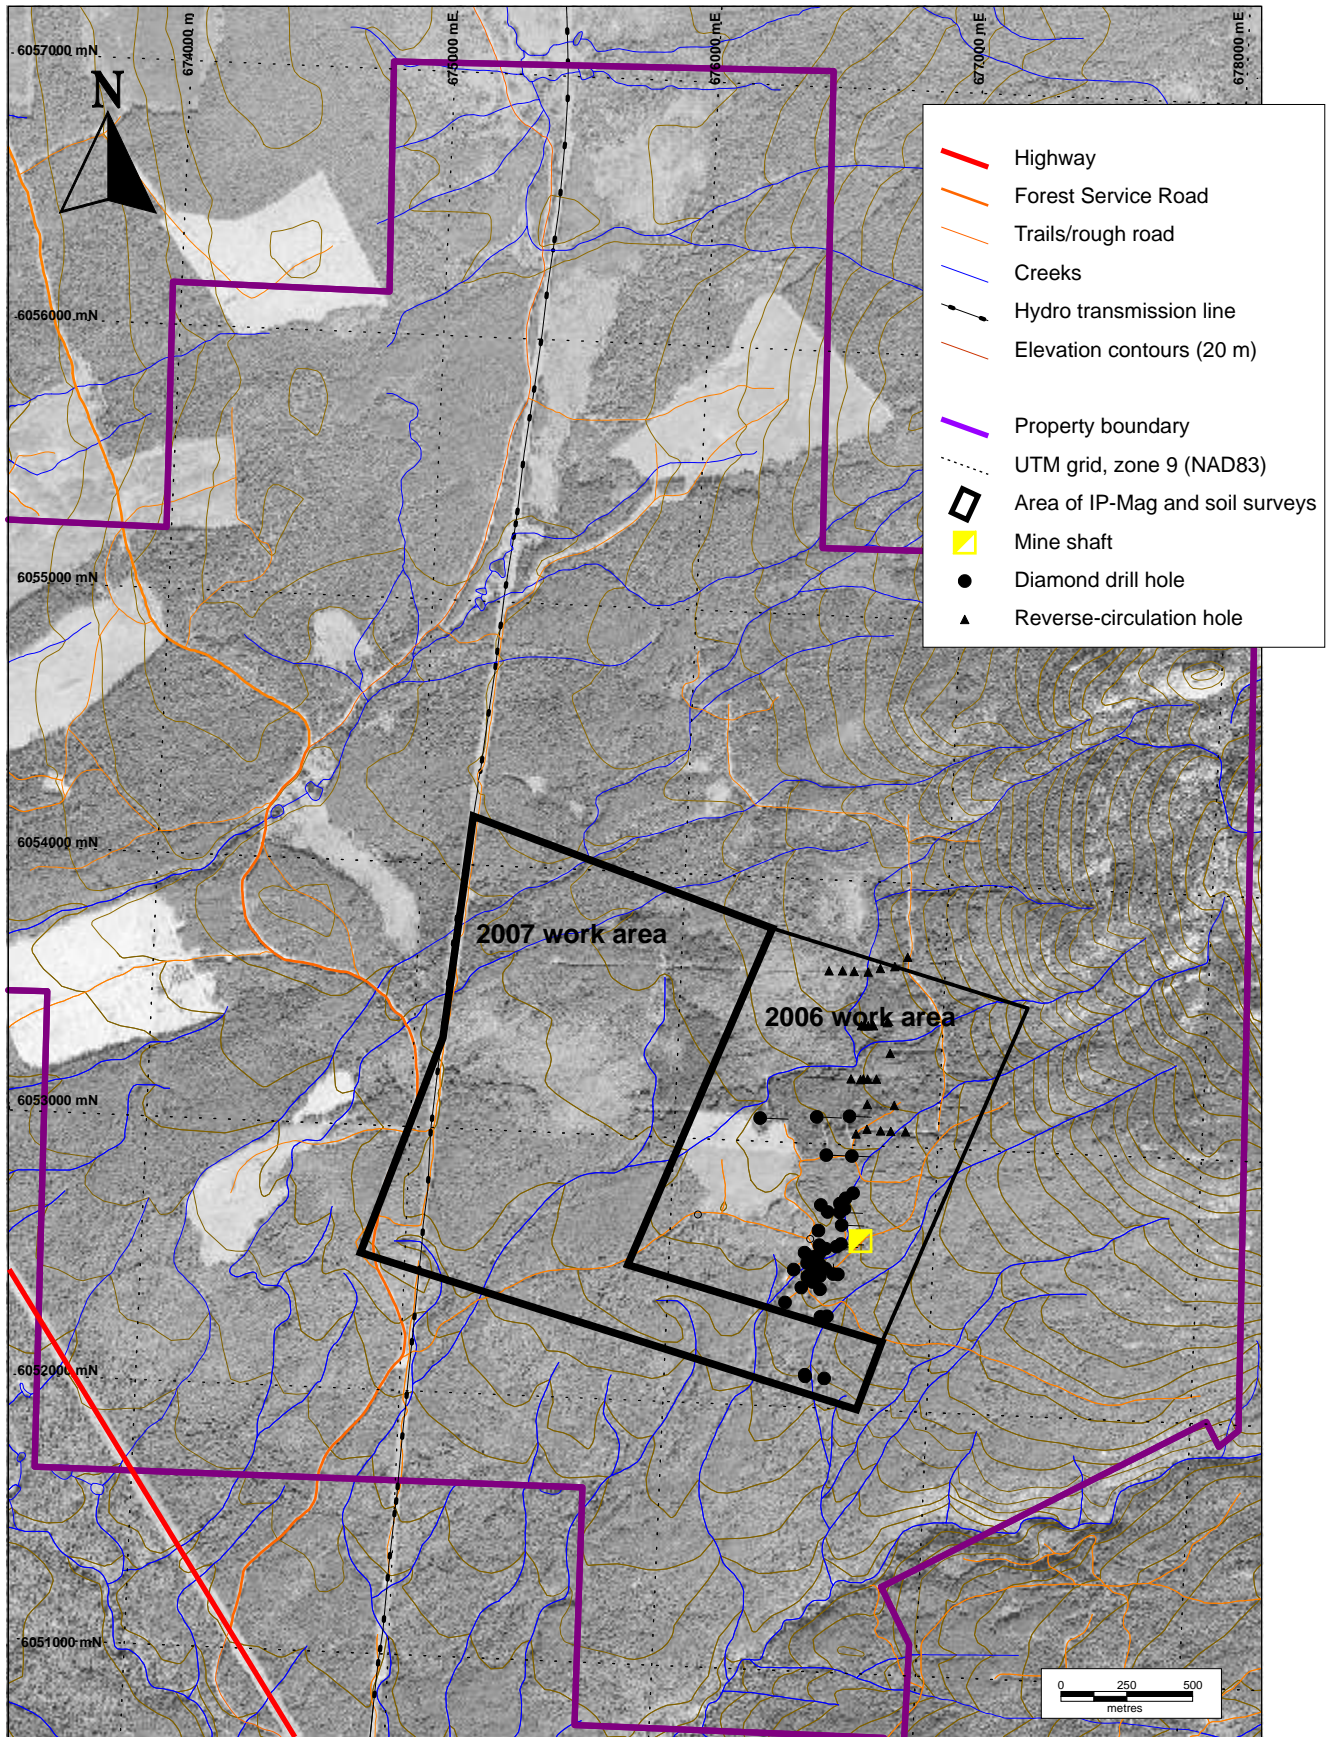 674000 m
675000 mE
676000 mE
677000 mE
678000 mE
6057000 mN
N
Highway
Forest Service Road
Trails/rough road
Creeks
Hydro transmission line
6056000 mN
Elevation contours (20 m)
Property boundary
UTM grid, zone 9 (NAD83)
Area of IP-Mag and soil surveys
Mine shaft
6055000 mN
Diamond drill hole
Reverse-circulation hole
6054000 mN
2007 work area
2006 work area
6053000 mN
6052000 mN
6051000 mN
0 250 500
metres